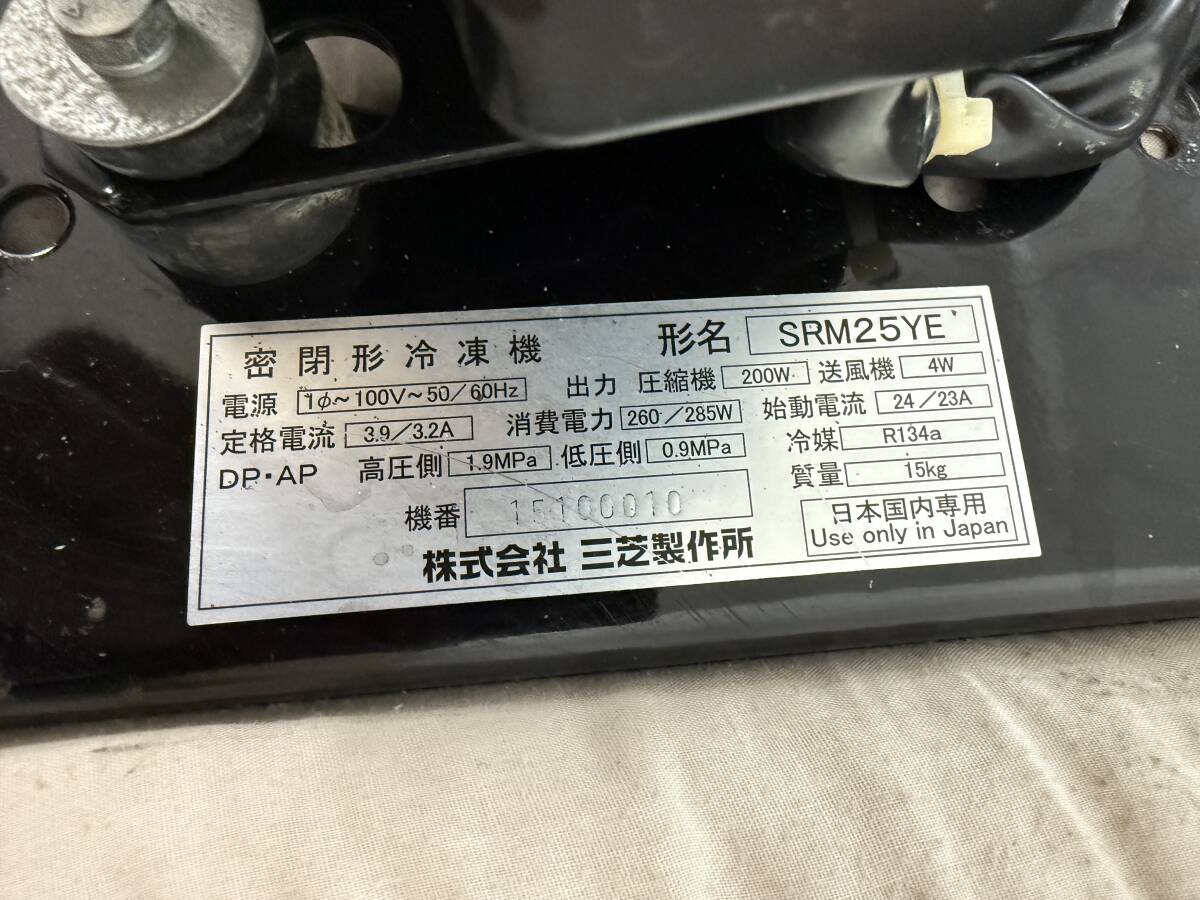 密閉形冷凍機 形名 SRM25YE
電源 1φ～100V～50/60Hz 出力 圧縮機 200W 送風機 4W
定格電流 3.9/3.2A 消費電力 260/285W 始動電流 24/23A
DP・AP 高圧側 1.9MPa 低圧側 0.9MPa 冷媒 R134a
質量 15kg
機番 15100010
日本国内専用
Use only in Japan
株式会社 三芝製作所